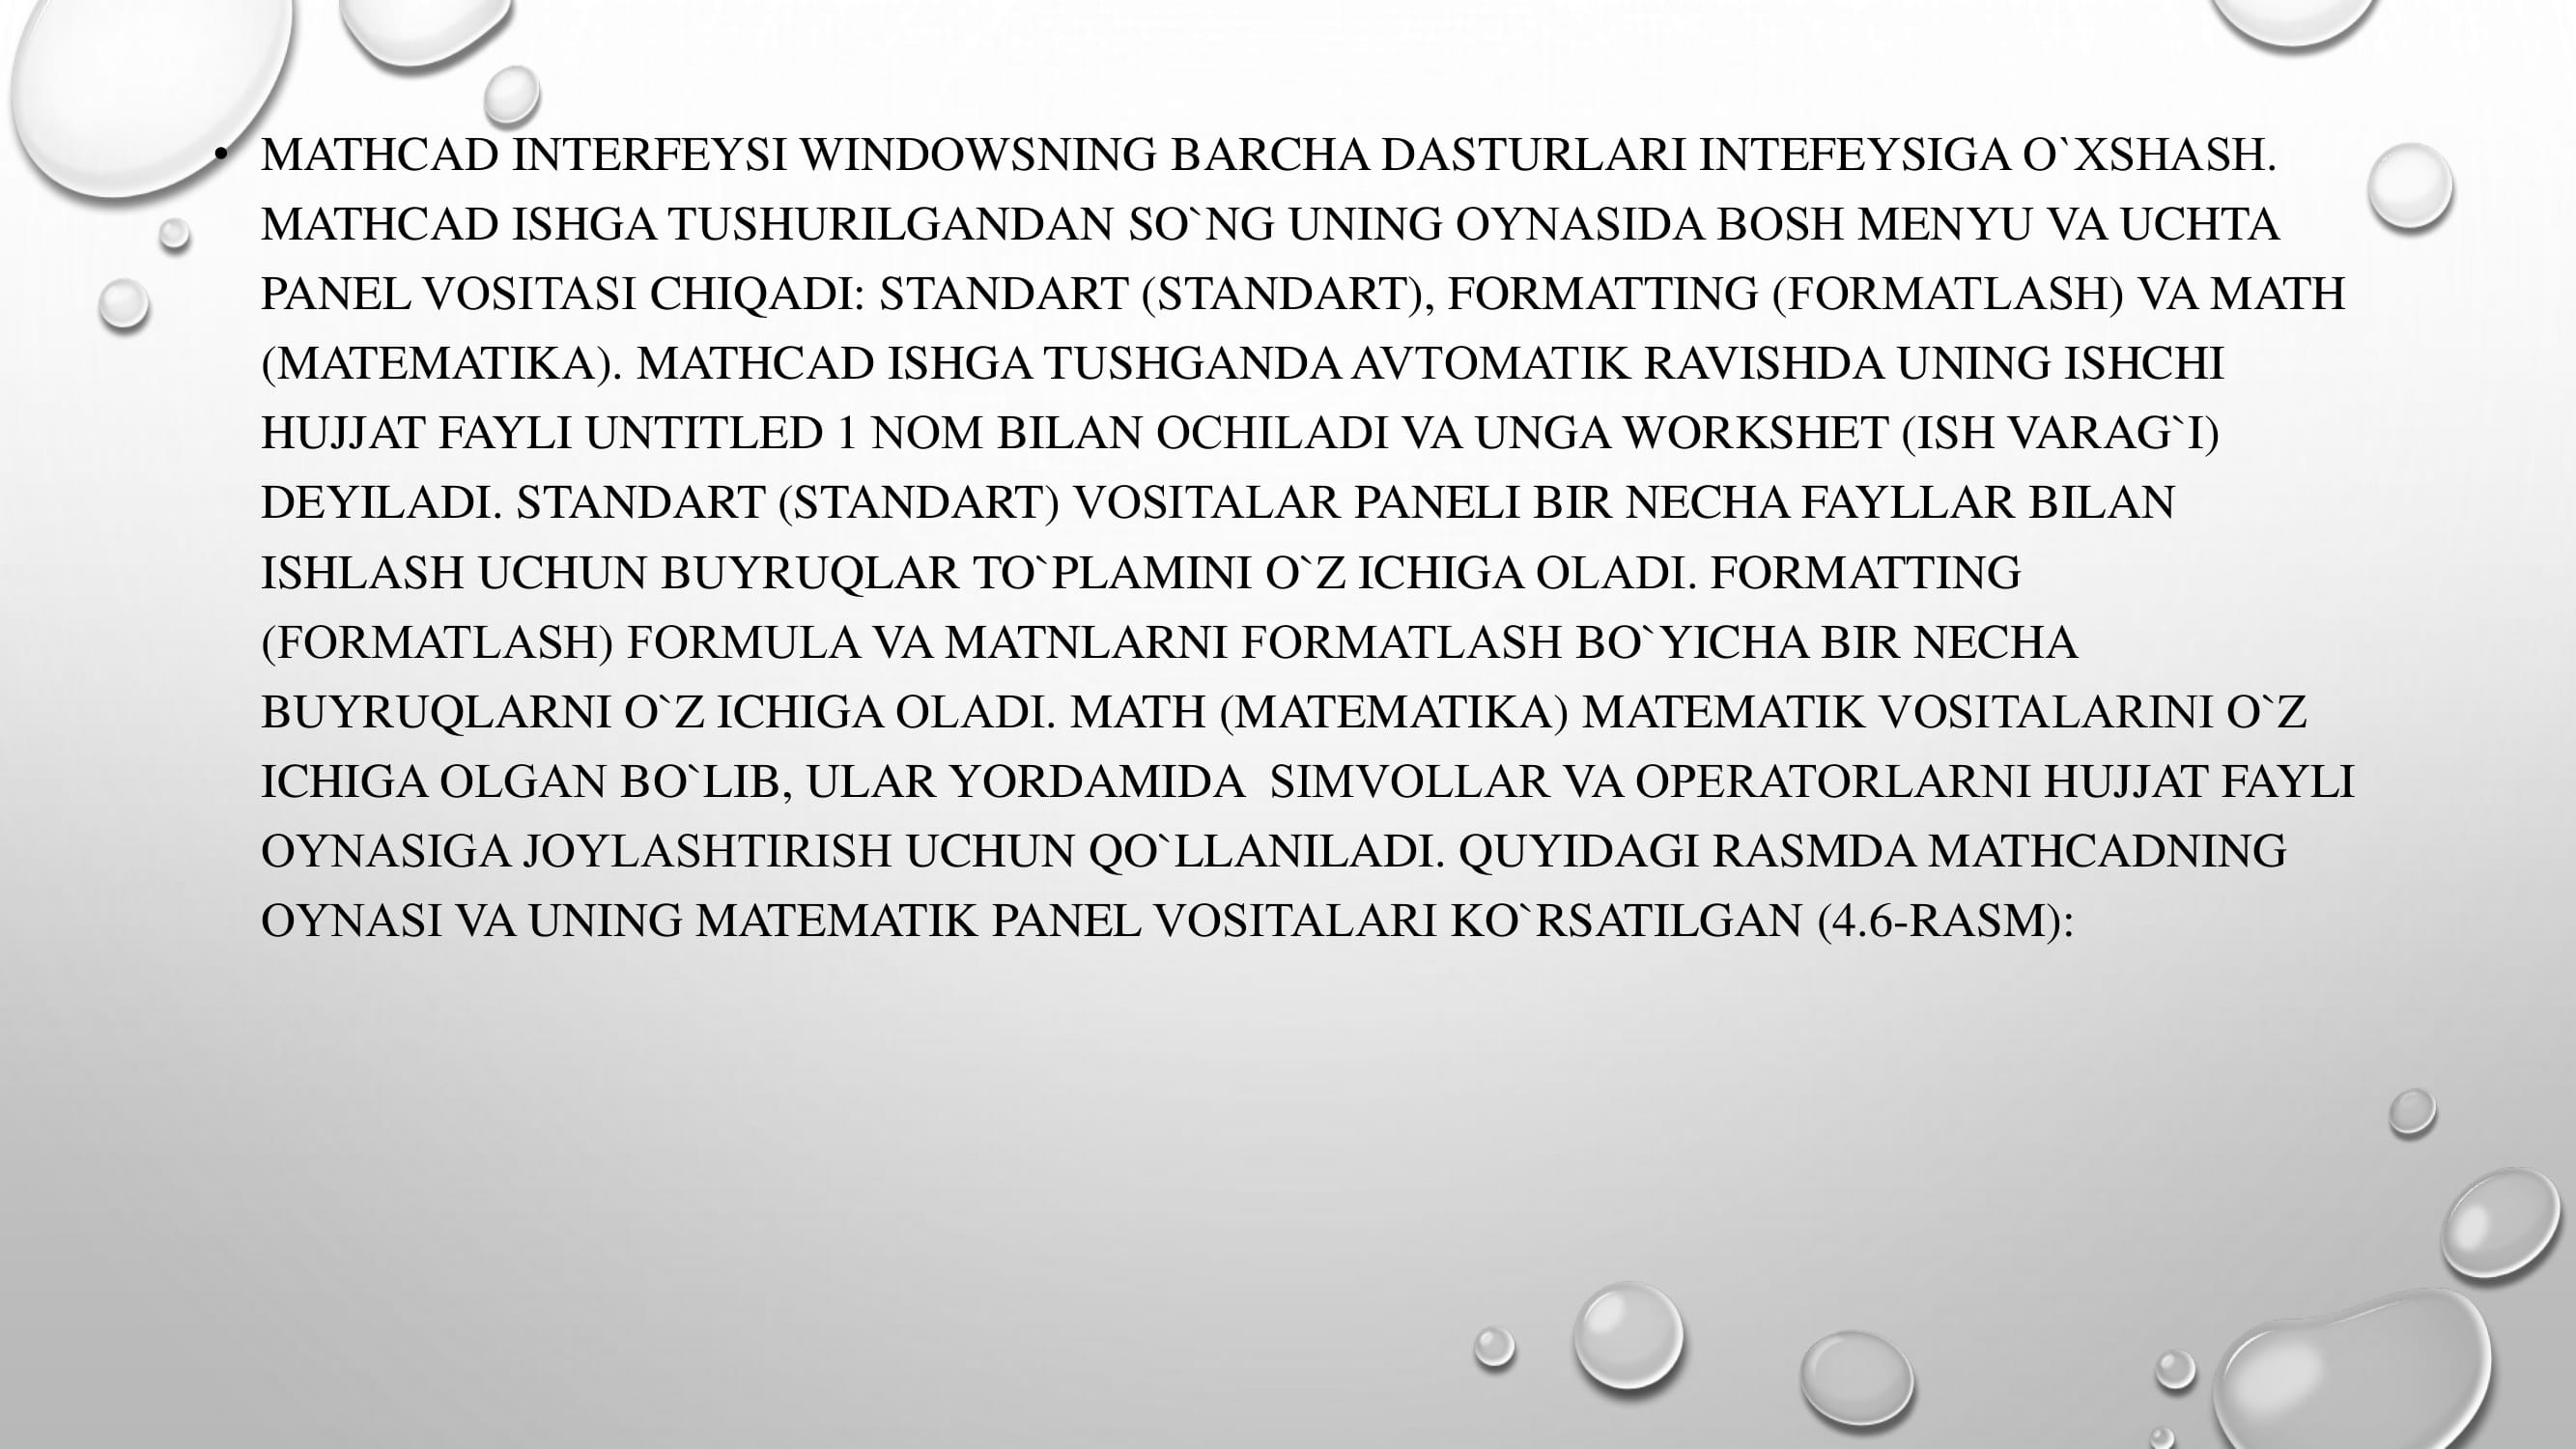 • MATHCAD INTERFEYSI WINDOWSNING BARCHA DASTURLARI INTEFEYSIGA O`XSHASH.
MATHCAD ISHGA TUSHURILGANDAN SO`NG UNING OYNASIDA BOSH MENYU VA UCHTA
PANEL VOSITASI CHIQADI: STANDART (STANDART), FORMATTING (FORMATLASH) VA MATH
(MATEMATIKA). MATHCAD ISHGA TUSHGANDA AVTOMATIK RAVISHDA UNING ISHCHI
HUJJAT FAYLI UNTITLED 1 NOM BILAN OCHILADI VA UNGA WORKSHET (ISH VARAG`I)
DEYILADI. STANDART (STANDART) VOSITALAR PANELI BIR NECHA FAYLLAR BILAN
ISHLASH UCHUN BUYRUQLAR TO`PLAMINI O`Z ICHIGA OLADI. FORMATTING
(FORMATLASH) FORMULA VA MATNLARNI FORMATLASH BO`YICHA BIR NECHA
BUYRUQLARNI O`Z ICHIGA OLADI. MATH (MATEMATIKA) MATEMATIK VOSITALARINI O`Z
ICHIGA OLGAN BO`LIB, ULAR YORDAMIDA  SIMVOLLAR VA OPERATORLARNI HUJJAT FAYLI
OYNASIGA JOYLASHTIRISH UCHUN QO`LLANILADI. QUYIDAGI RASMDA MATHCADNING
OYNASI VA UNING MATEMATIK PANEL VOSITALARI KO`RSATILGAN (4.6-RASM):